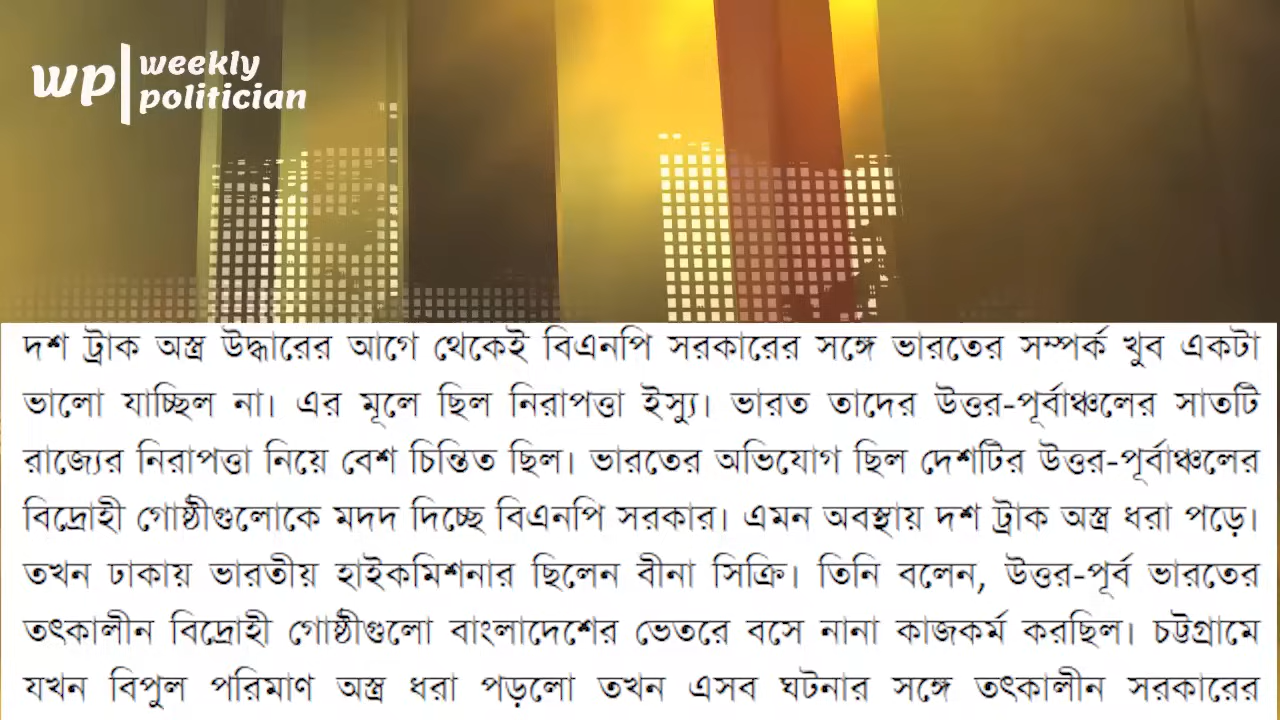 wp weekly
politician
দশ ট্রাক অস্ত্র উদ্ধারের আগে থেকেই বিএনপি সরকারের সঙ্গে ভারতের সম্পর্ক খুব একটা
ভালো যাচ্ছিল না। এর মূলে ছিল নিরাপত্তা ইস্যু। ভারত তাদের উত্তর-পূর্বাঞ্চলের সাতটি
রাজ্যের নিরাপত্তা নিয়ে বেশ চিন্তিত ছিল। ভারতের অভিযোগ ছিল দেশটির উত্তর-পূর্বাঞ্চলের
বিদ্রোহী গোষ্ঠীগুলোকে মদদ দিচ্ছে বিএনপি সরকার। এমন অবস্থায় দশ ট্রাক অস্ত্র ধরা পড়ে।
তখন ঢাকায় ভারতীয় হাইকমিশনার ছিলেন বীনা সিক্রি। তিনি বলেন, উত্তর-পূর্ব ভারতের
তৎকালীন বিদ্রোহী গোষ্ঠীগুলো বাংলাদেশের ভেতরে বসে নানা কাজকর্ম করছিল। চট্টগ্রামে
যখন বিপুল পরিমাণ অস্ত্র ধরা পড়লো তখন এসব ঘটনার সঙ্গে তৎকালীন সরকারের